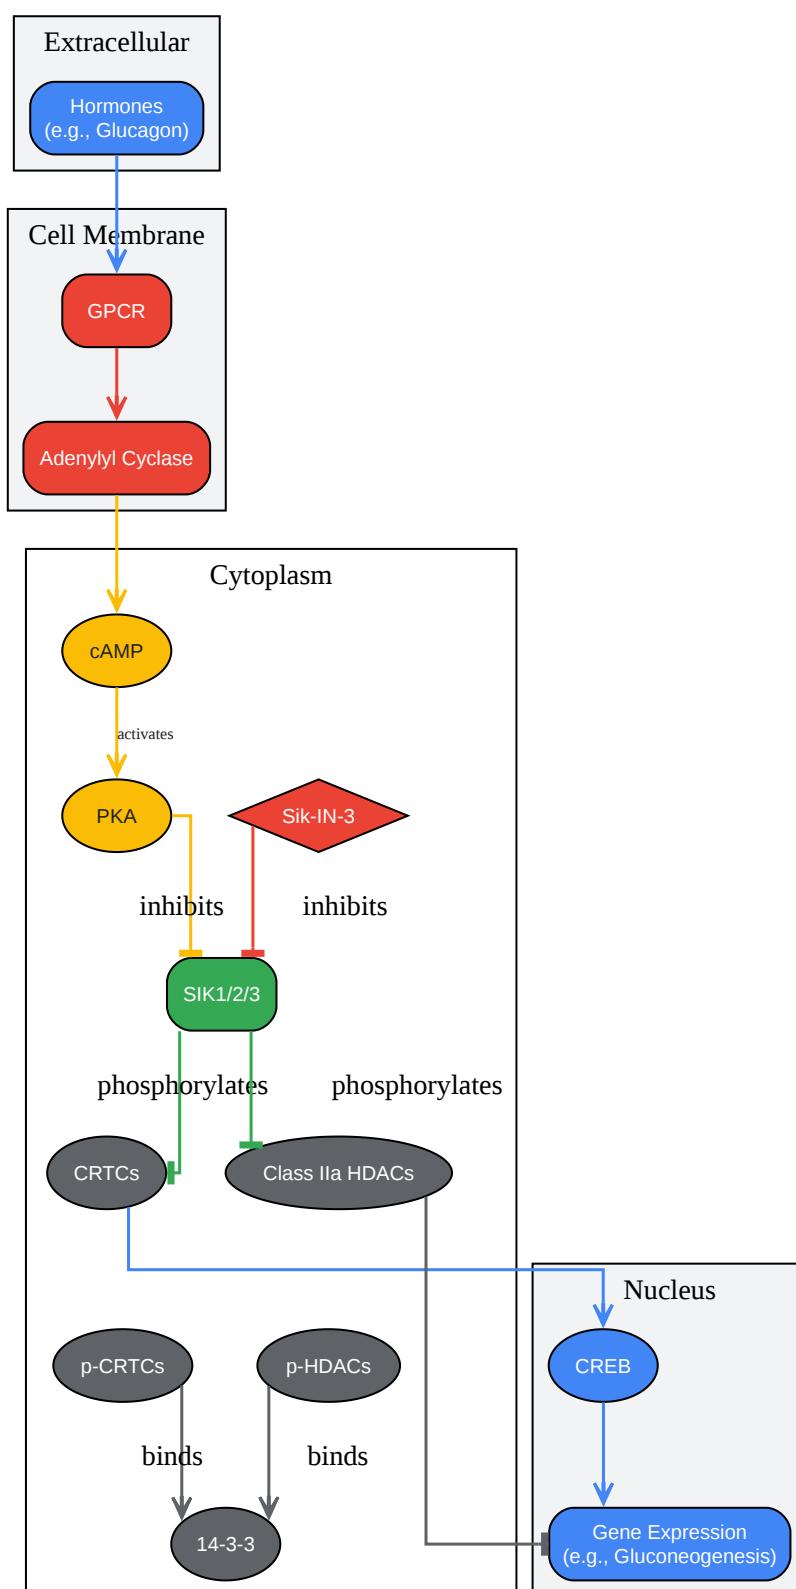 Extracellular
Hormones
(e.g., Glucagon)
Cell Membrane
GPCR
Adenylyl Cyclase
Cytoplasm
cAMP
activates
PKA
Sik-IN-3
inhibits
inhibits
SIK1/2/3
phosphorylates
phosphorylates
CRTCs
Class IIa HDACs
Nucleus
p-CRTCs
p-HDACs
CREB
binds
binds
14-3-3
Gene Expression
(e.g., Gluconeogenesis)